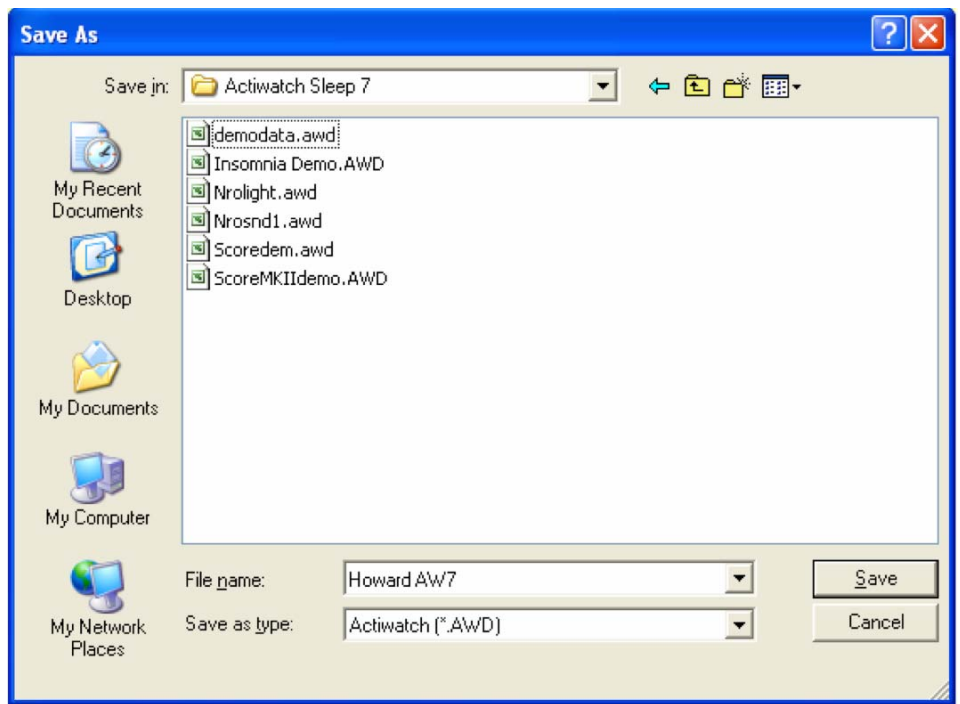 Save As
Save in: Actiwatch Sleep 7
My Recent
Documents
Desktop
My Documents
My Computer
My Network
Places
demodata.awd
Insomnia Demo.AWD
Nrolight.awd
Nrosnd1.awd
Scoredem.awd
ScoreMKIIdemo.AWD
File name: Howard AW7
Save
Save as type: Actiwatch (*.AWD)
Cancel